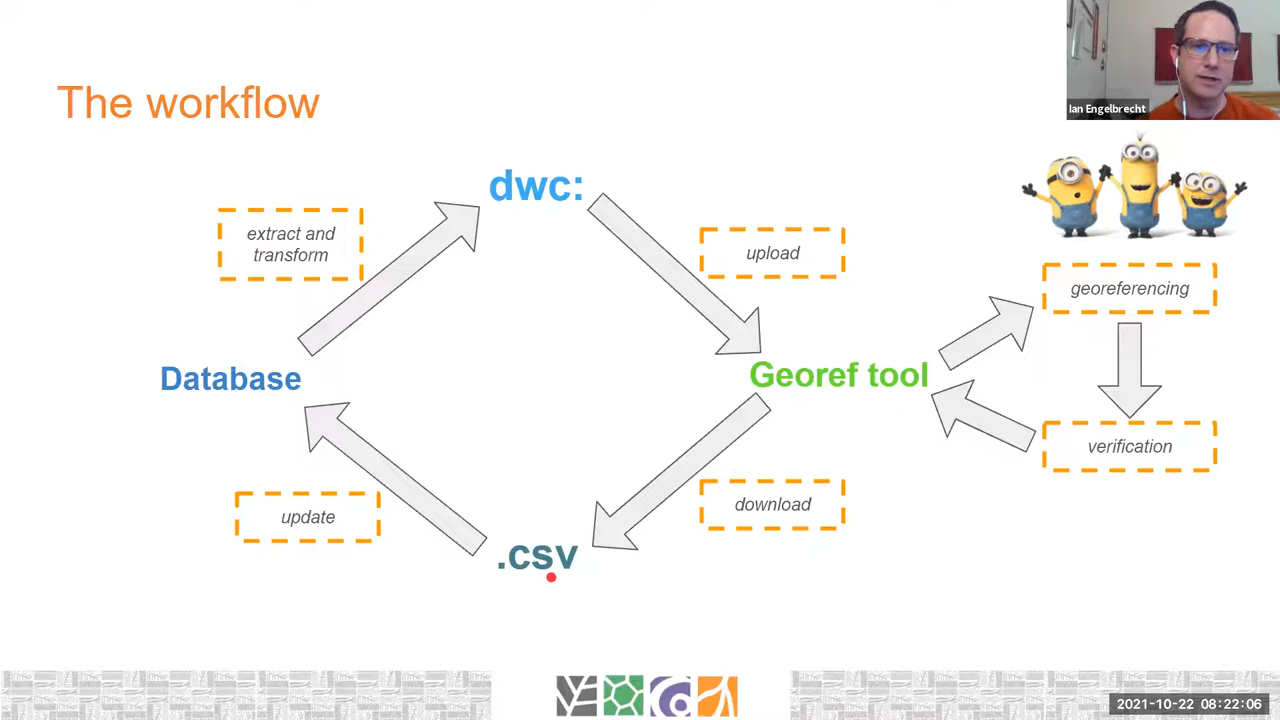 Ian Engelbrecht
The workflow
dwc:
extract and
transform
upload
georeferencing
Database
Georef tool
verification
update
download
.csv
2021-10-22 08:22:06